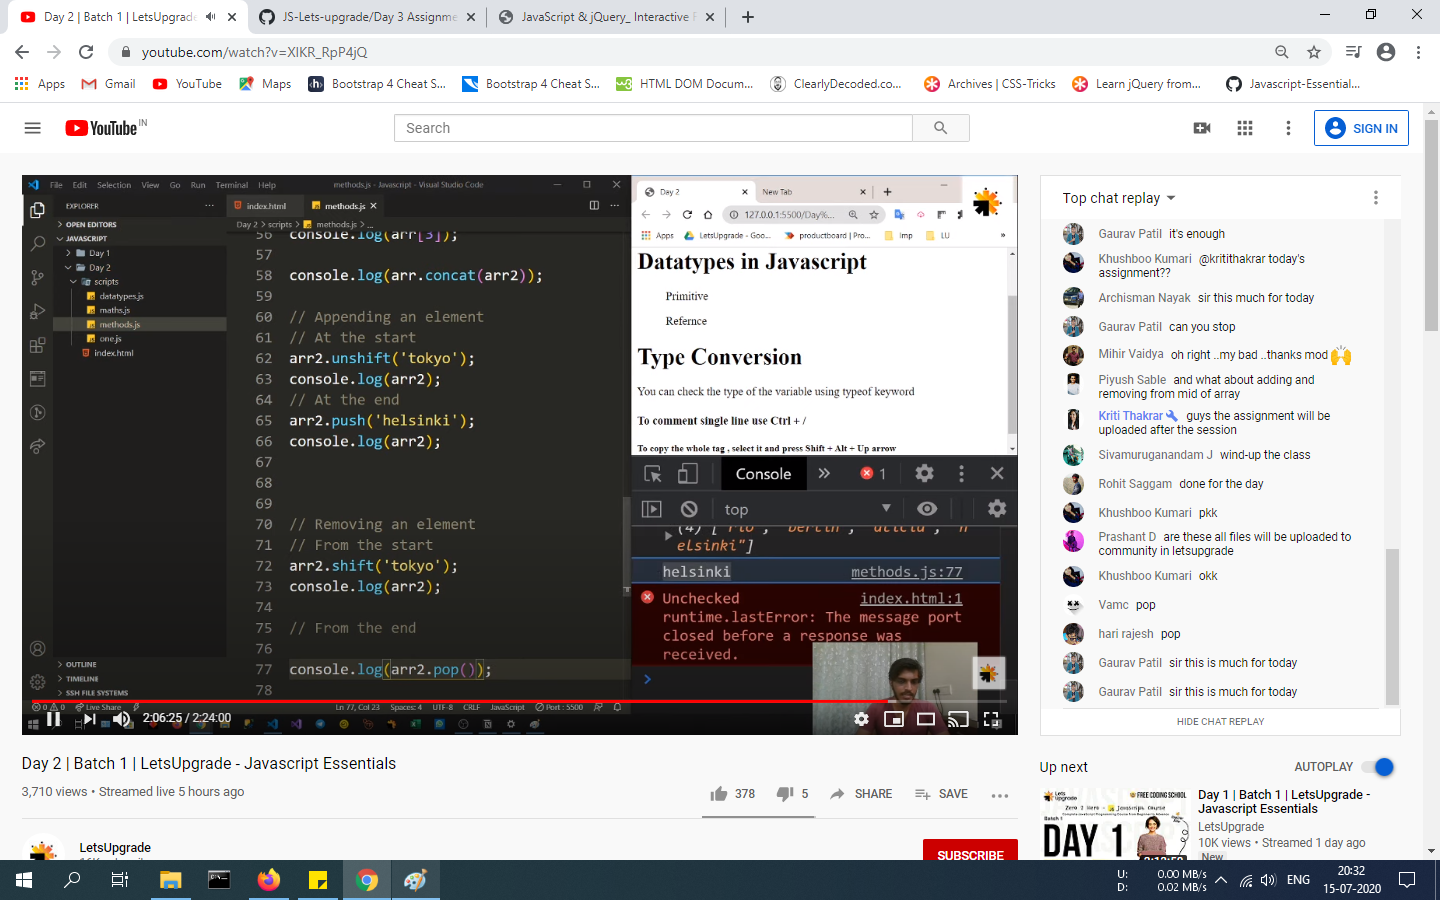 Day 2 | Batch 1 | LetsUpgrade
JS-Lets-upgrade/Day 3 Assignme
JavaScript & jQuery_ Interactive F
youtube.com/watch?v=XIKR_RpP4jQ
Apps
Gmail
YouTube
Maps
Bootstrap 4 Cheat S...
Bootstrap 4 Cheat S...
HTML DOM Docum...
ClearlyDecoded.co...
Archives | CSS-Tricks
Learn jQuery from...
Javascript-Essential...
YouTube IN
Search
SIGN IN
File Edit Selection View Go Run Terminal Help
methods.js - Javascript - Visual Studio Code
EXPLORER
OPEN EDITORS
JAVASCRIPT
Day 1
Day 2
scripts
datatypes.js
maths.js
methods.js
one.js
index.html
OUTLINE
TIMELINE
SSH FILE SYSTEMS
index.html
methods.js
Day 2 > scripts > methods.js > ...
56 console.log(arr[3]);
57
58 console.log(arr.concat(arr2));
59
60 // Appending an element
61 // At the start
62 arr2.unshift('tokyo');
63 console.log(arr2);
64 // At the end
65 arr2.push('helsinki');
66 console.log(arr2);
67
68
69
70 // Removing an element
71 // From the start
72 arr2.shift('tokyo');
73 console.log(arr2);
74
75 // From the end
76
77 console.log(arr2.pop());
78
0 0 Live Share
Ln 77, Col 23 Spaces: 4 UTF-8 CRLF JavaScript Port : 5500
2:06:25 / 2:24:00
Day 2
New Tab
127.0.0.1:5500/Day%...
Apps LetsUpgrade - Goo... productboard | Pro... Imp LU »
Datatypes in Javascript
Primitive
Refernce
Type Conversion
You can check the type of the variable using typeof keyword
To comment single line use Ctrl + /
To copy the whole tag , select it and press Shift + Alt + Up arrow
Console » 1
top
(4) ["rio", "berlin", "alicia", "h
elsinki"]
helsinki methods.js:77
Unchecked index.html:1
runtime.lastError: The message port
closed before a response was
received.
Top chat replay
Gaurav Patil it's enough
Khushboo Kumari @kritithakrar today's
assignment??
Archisman Nayak sir this much for today
Gaurav Patil can you stop
Mihir Vaidya oh right ..my bad ..thanks mod
Piyush Sable and what about adding and
removing from mid of array
Kriti Thakrar guys the assignment will be
uploaded after the session
Sivamuruganandam J wind-up the class
Rohit Saggam done for the day
Khushboo Kumari pkk
Prashant D are these all files will be uploaded to
community in letsupgrade
Khushboo Kumari okk
Vamc pop
hari rajesh pop
Gaurav Patil sir this is much for today
Gaurav Patil sir this is much for today
HIDE CHAT REPLAY
Day 2 | Batch 1 | LetsUpgrade - Javascript Essentials
3,710 views • Streamed live 5 hours ago
378
5
SHARE
SAVE
LetsUpgrade
SUBSCRIBE
Up next
AUTOPLAY
Lets Upgrade
FREE CODING SCHOOL
Zero 2 Hero - Javascript Course
Batch 1
DAY 1
Day 1 | Batch 1 | LetsUpgrade -
Javascript Essentials
LetsUpgrade
10K views • Streamed 1 day ago
New
U: 0.00 MB/s
D: 0.02 MB/s
ENG
20:32
15-07-2020